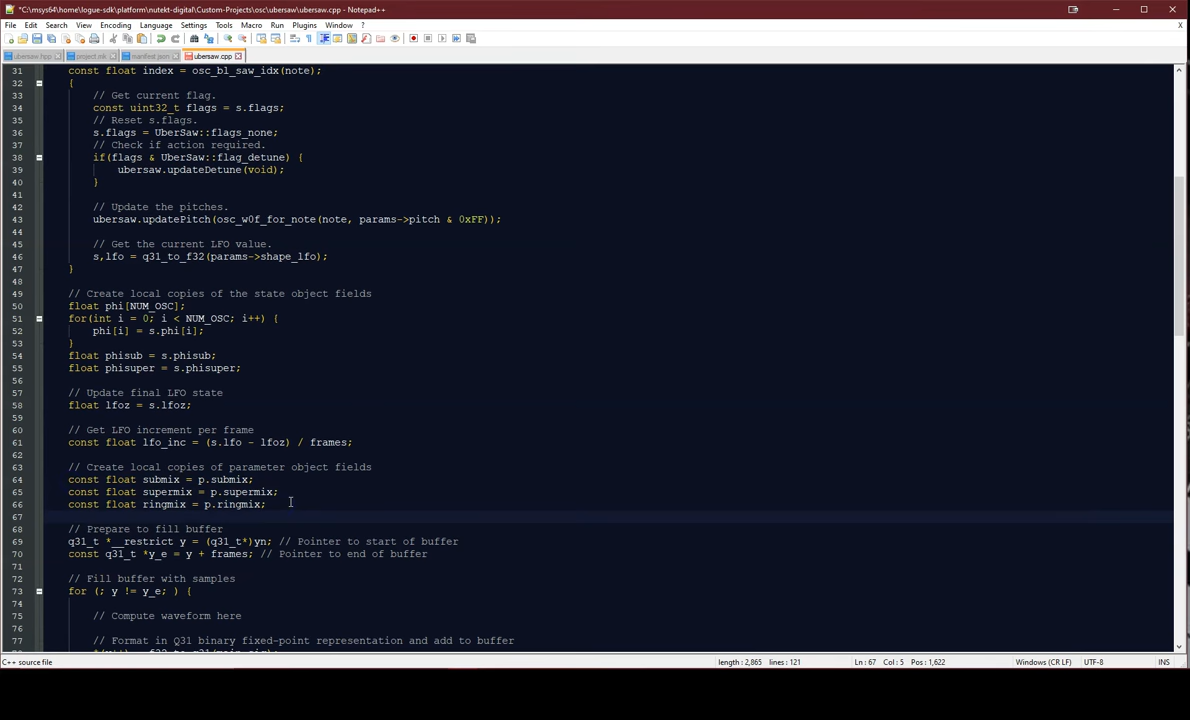 *C:\msys64\home\logue-sdk\platform\nutekt-digital\Custom-Projects\osc\ubersaw\ubersaw.cpp - Notepad++
File Edit Search View Encoding Language Settings Tools Macro Run Plugins Window ?
ubersaw.hpp project.mk manifest.json ubersaw.cpp
31 const float index = osc_bl_saw_idx(note);
32 {
33 // Get current flag.
34 const uint32_t flags = s.flags;
35 // Reset s.flags.
36 s.flags = UberSaw::flags_none;
37 // Check if action required.
38 if(flags & UberSaw::flag_detune) {
39 ubersaw.updateDetune(void);
40 }
41
42 // Update the pitches.
43 ubersaw.updatePitch(osc_w0f_for_note(note, params->pitch & 0xFF));
44
45 // Get the current LFO value.
46 s,lfo = q31_to_f32(params->shape_lfo);
47 }
48
49 // Create local copies of the state object fields
50 float phi[NUM_OSC];
51 for(int i = 0; i < NUM_OSC; i++) {
52 phi[i] = s.phi[i];
53 }
54 float phisub = s.phisub;
55 float phisuper = s.phisuper;
56
57 // Update final LFO state
58 float lfoz = s.lfoz;
59
60 // Get LFO increment per frame
61 const float lfo_inc = (s.lfo - lfoz) / frames;
62
63 // Create local copies of parameter object fields
64 const float submix = p.submix;
65 const float supermix = p.supermix;
66 const float ringmix = p.ringmix;
67
68 // Prepare to fill buffer
69 q31_t *__restrict y = (q31_t*)yn; // Pointer to start of buffer
70 const q31_t *y_e = y + frames; // Pointer to end of buffer
71
72 // Fill buffer with samples
73 for (; y != y_e; ) {
74
75 // Compute waveform here
76
77 // Format in Q31 binary fixed-point representation and add to buffer
C++ source file length : 2,865 lines : 121 Ln : 67 Col : 5 Pos : 1,622 Windows (CR LF) UTF-8 INS